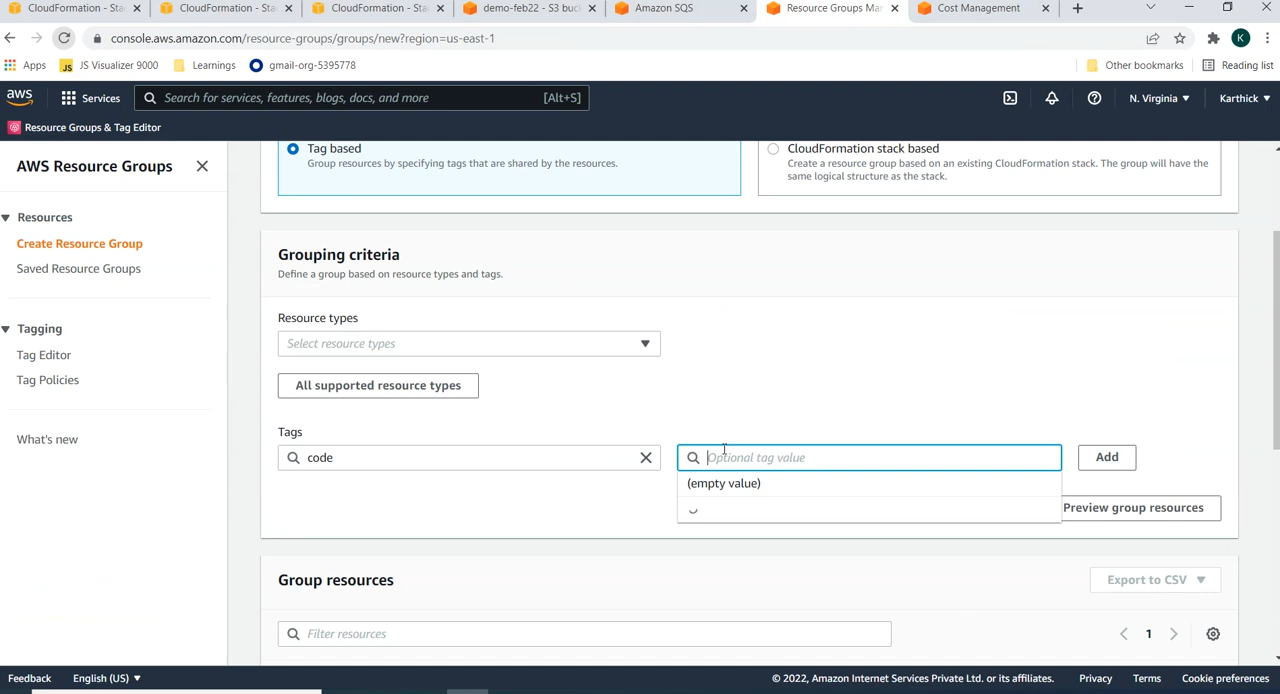 CloudFormation - Sta
CloudFormation - Sta
CloudFormation - Sta
demo-feb22 - S3 buc
Amazon SQS
Resource Groups Ma
Cost Management
console.aws.amazon.com/resource-groups/groups/new?region=us-east-1
K
Apps
JS
JS Visualizer 9000
Learnings
gmail-org-5395778
Other bookmarks
Reading list
aws
Services
Search for services, features, blogs, docs, and more
[Alt+S]
N. Virginia
Karthick
Resource Groups & Tag Editor
AWS Resource Groups
Resources
Create Resource Group
Saved Resource Groups
Tagging
Tag Editor
Tag Policies
What's new
Tag based
Group resources by specifying tags that are shared by the resources.
CloudFormation stack based
Create a resource group based on an existing CloudFormation stack. The group will have the
same logical structure as the stack.
Grouping criteria
Define a group based on resource types and tags.
Resource types
Select resource types
All supported resource types
Tags
code
Optional tag value
Add
(empty value)
Preview group resources
Group resources
Export to CSV
Filter resources
1
Feedback
English (US)
© 2022, Amazon Internet Services Private Ltd. or its affiliates.
Privacy
Terms
Cookie preferences